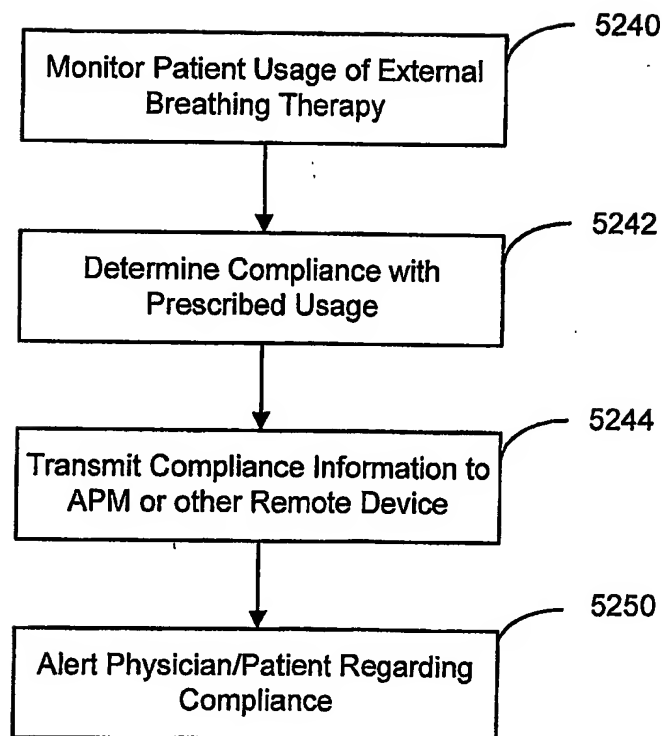 5240
Monitor Patient Usage of External
Breathing Therapy
5242
Determine Compliance with
Prescribed Usage
5244
Transmit Compliance Information to
APM or other Remote Device
5250
Alert Physician/Patient Regarding
Compliance